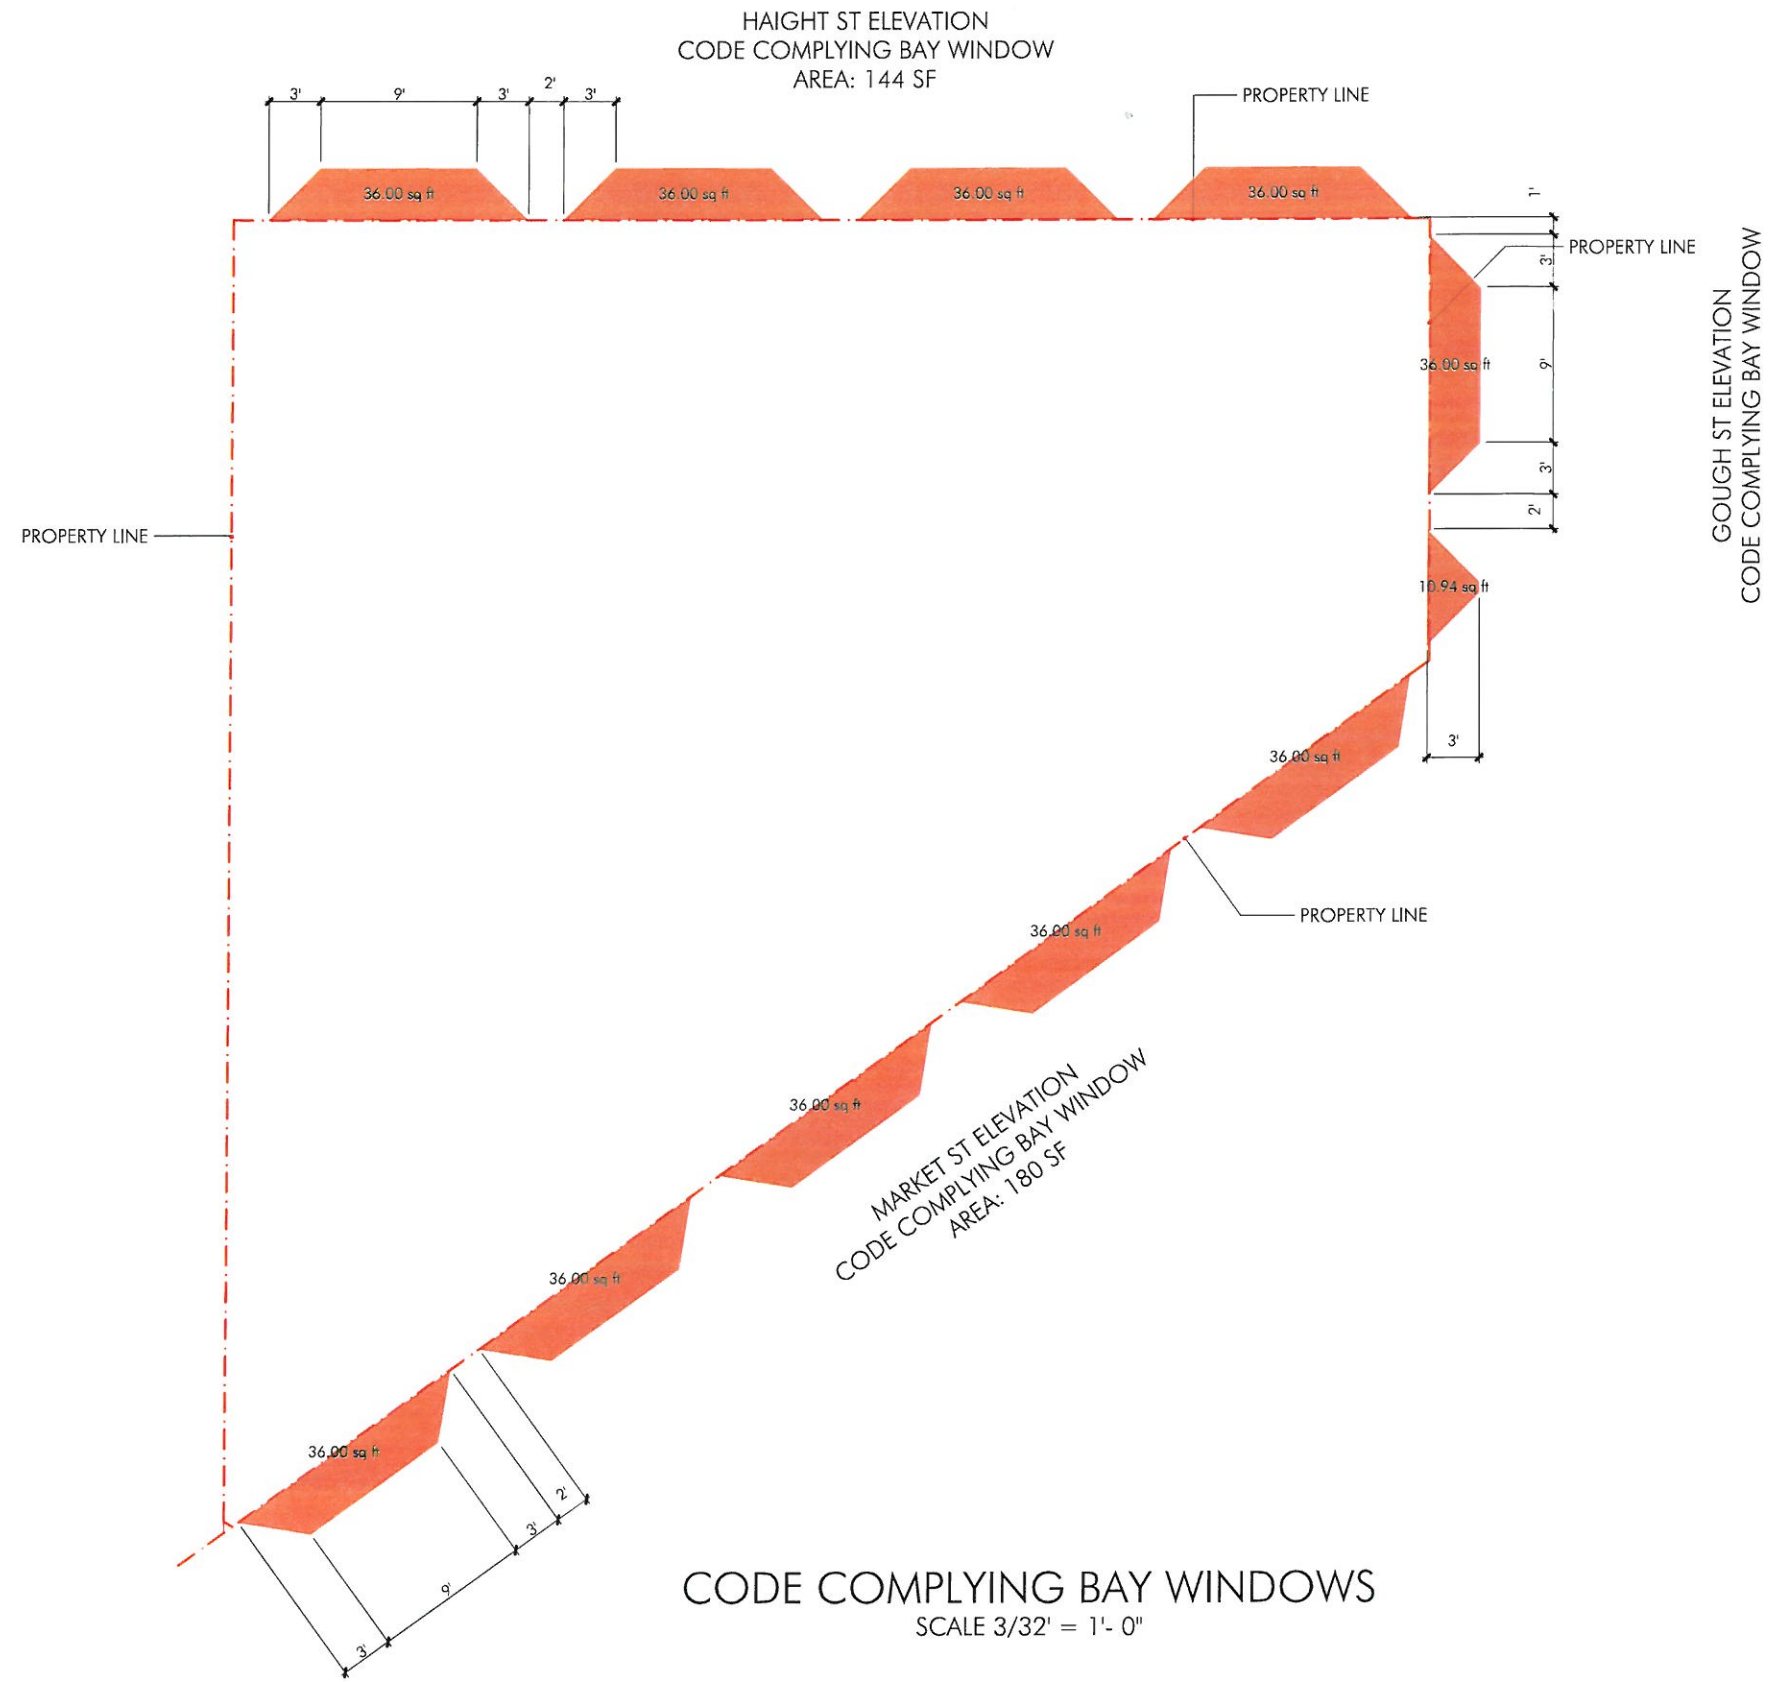 HAIGHT ST ELEVATION
CODE COMPLYING BAY WINDOW
AREA: 144 SF
3'
9'
3'
2'
3'
PROPERTY LINE
36.00 sq ft
36.00 sq ft
36.00 sq ft
36.00 sq ft
1'
PROPERTY LINE
3'
36.00 sq ft
9'
GOUGH ST ELEVATION
CODE COMPLYING BAY WINDOW
3'
2'
PROPERTY LINE
10.94 sq ft
3'
36.00 sq ft
PROPERTY LINE
36.00 sq ft
36.00 sq ft
MARKET ST ELEVATION
CODE COMPLYING BAY WINDOW
AREA: 180 SF
36.00 sq ft
36.00 sq ft
2'
3'
9'
3'
CODE COMPLYING BAY WINDOWS
SCALE 3/32' = 1'- 0"